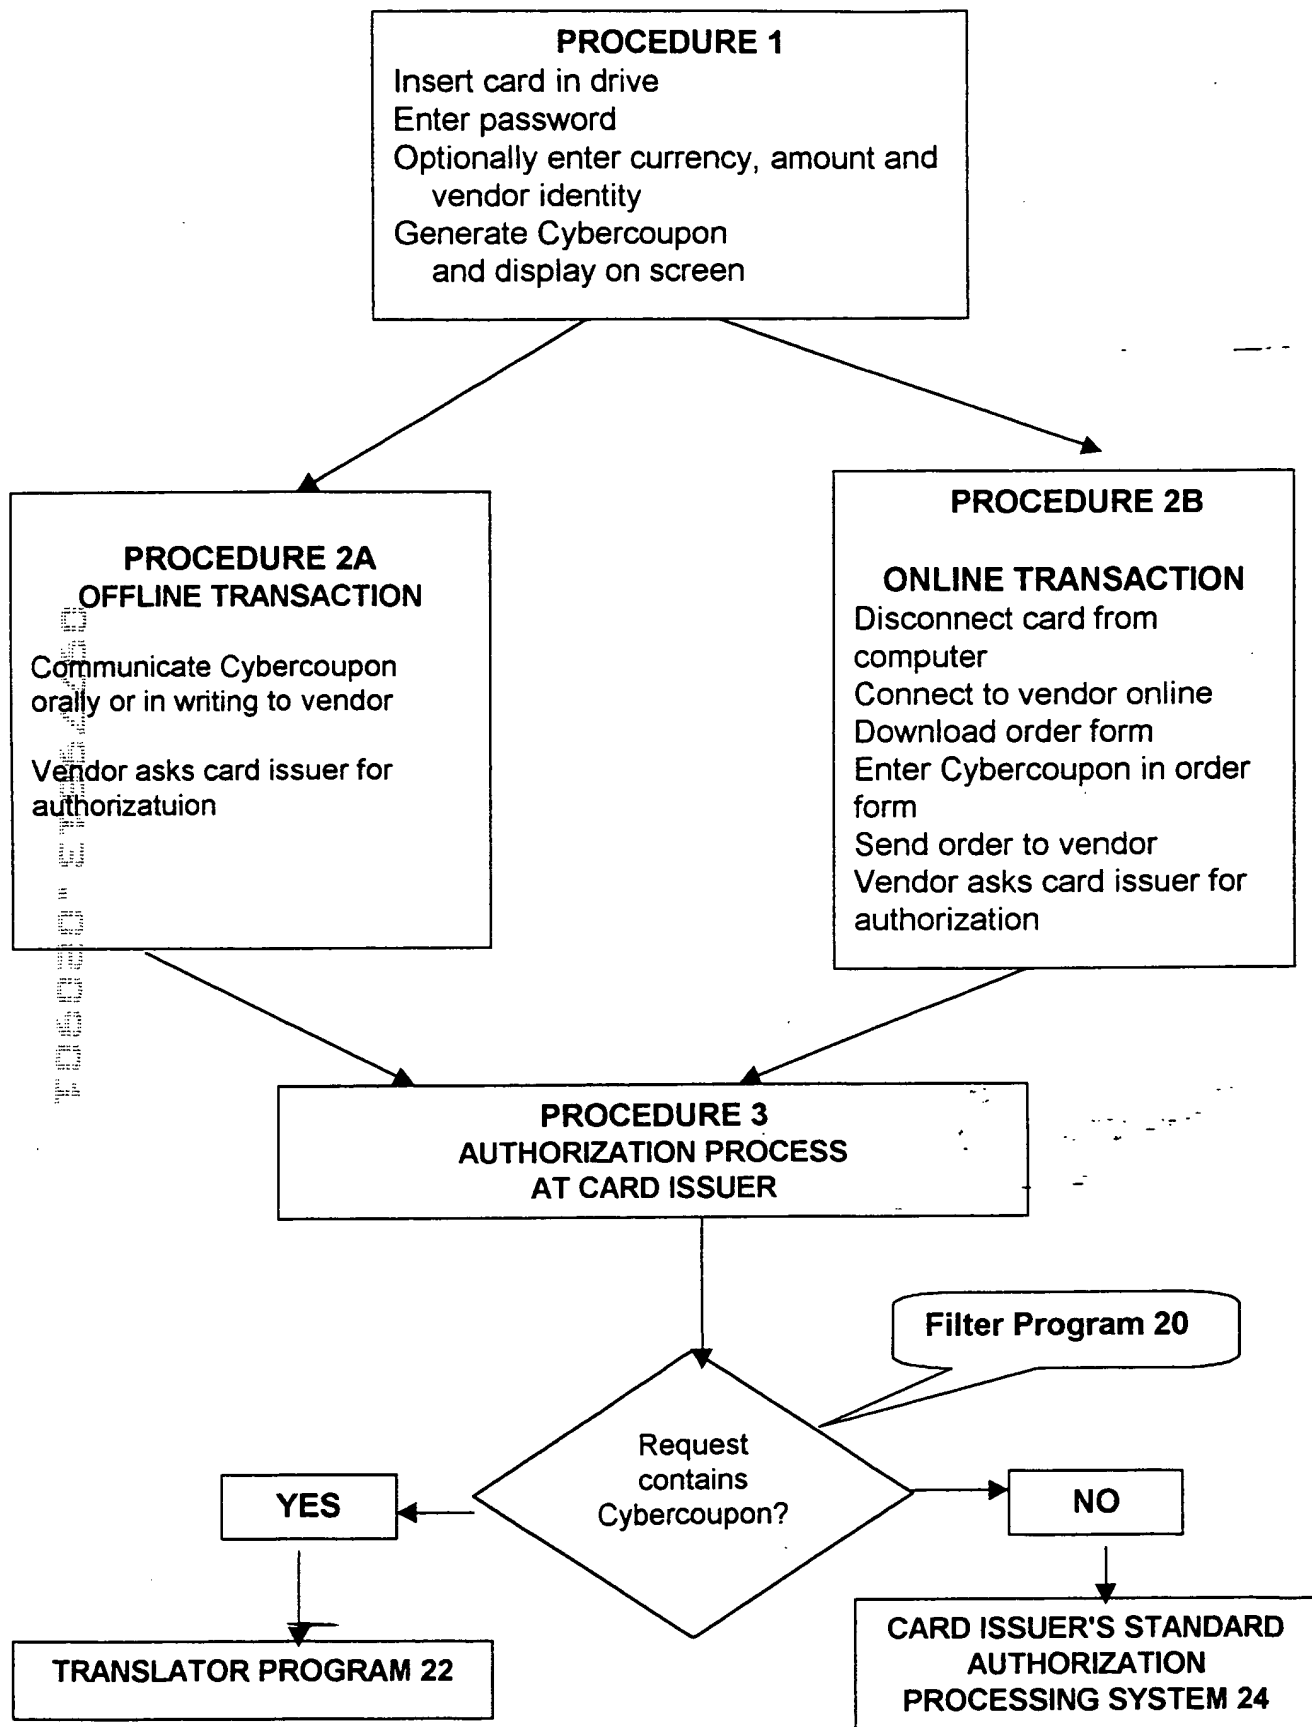 PROCEDURE 1
Insert card in drive
Enter password
Optionally enter currency, amount and
vendor identity
Generate Cybercoupon
and display on screen
PROCEDURE 2A
OFFLINE TRANSACTION
Communicate Cybercoupon
orally or in writing to vendor
Vendor asks card issuer for
authorizatuion
PROCEDURE 2B
ONLINE TRANSACTION
Disconnect card from
computer
Connect to vendor online
Download order form
Enter Cybercoupon in order
form
Send order to vendor
Vendor asks card issuer for
authorization
PROCEDURE 3
AUTHORIZATION PROCESS
AT CARD ISSUER
Filter Program 20
Request
contains
Cybercoupon?
YES
NO
TRANSLATOR PROGRAM 22
CARD ISSUER'S STANDARD
AUTHORIZATION
PROCESSING SYSTEM 24